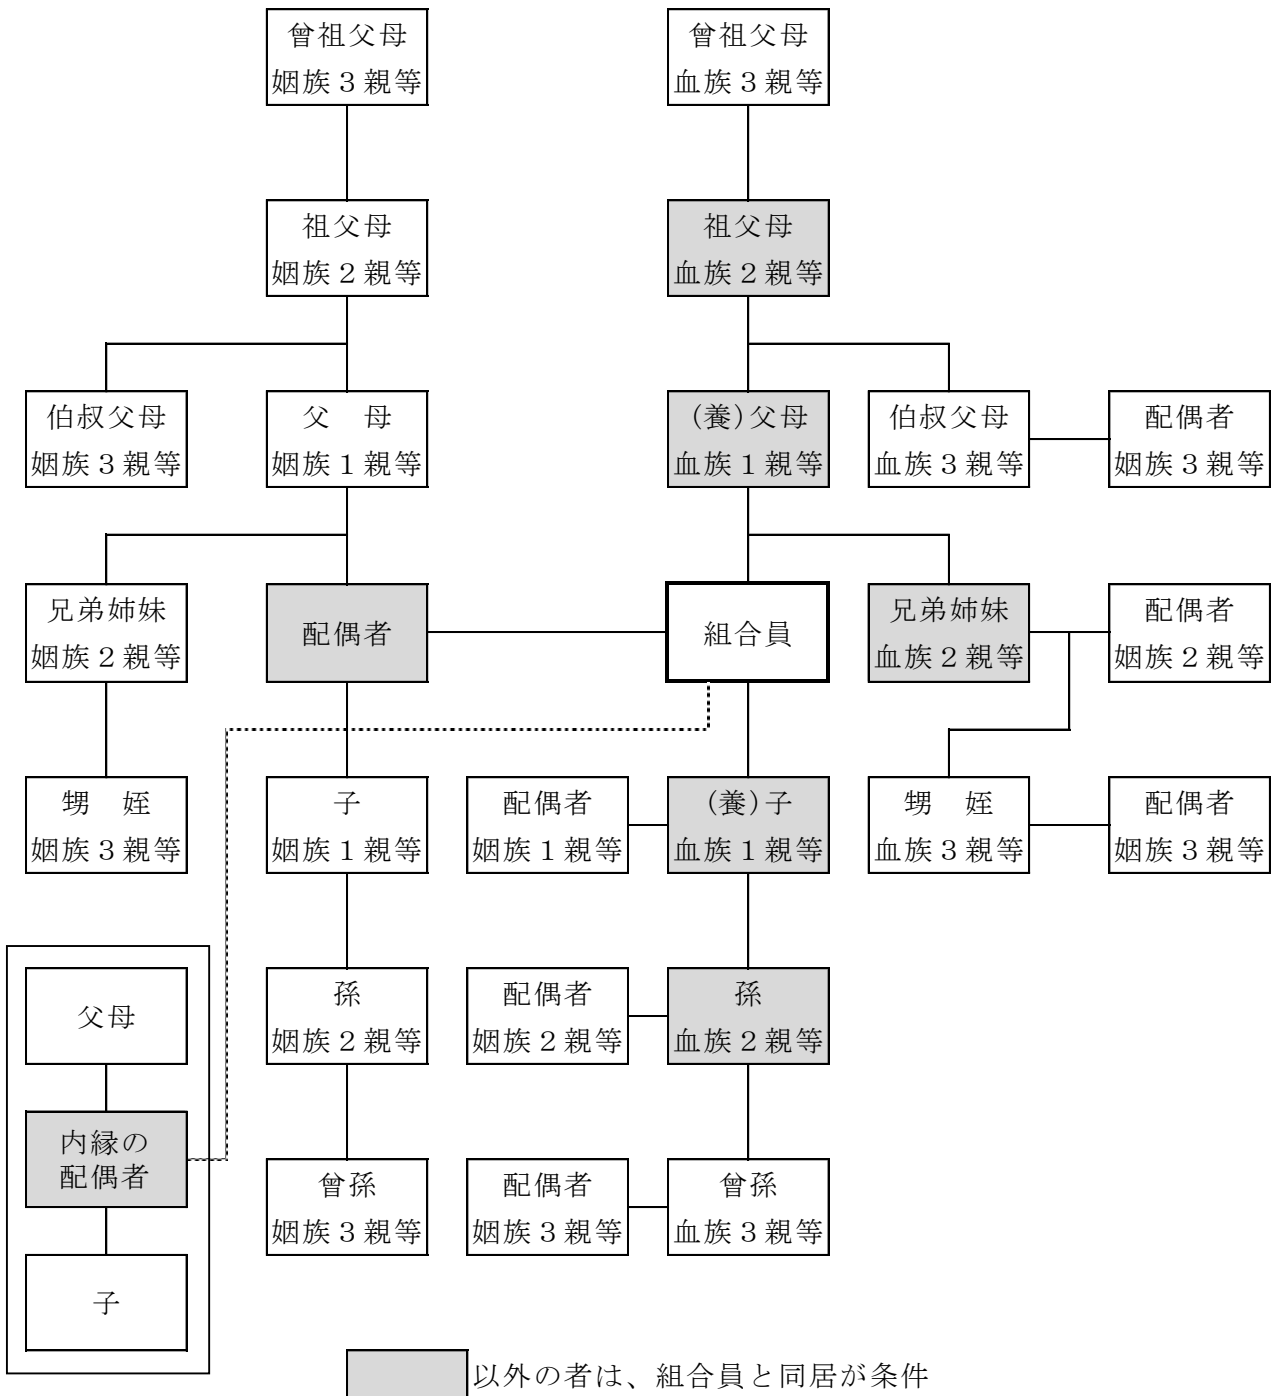 曾祖父母
姻族3親等
曾祖父母
血族3親等
祖父母
姻族2親等
祖父母
血族2親等
伯叔父母
姻族3親等
父　母
姻族1親等
(養)父母
血族1親等
伯叔父母
血族3親等
配偶者
姻族3親等
兄弟姉妹
姻族2親等
配偶者
組合員
兄弟姉妹
血族2親等
配偶者
姻族2親等
甥　姪
姻族3親等
子
姻族1親等
配偶者
姻族1親等
(養)子
血族1親等
甥　姪
血族3親等
配偶者
姻族3親等
父母
孫
姻族2親等
配偶者
姻族2親等
孫
血族2親等
内縁の
配偶者
曾孫
姻族3親等
配偶者
姻族3親等
曾孫
血族3親等
子
以外の者は、組合員と同居が条件